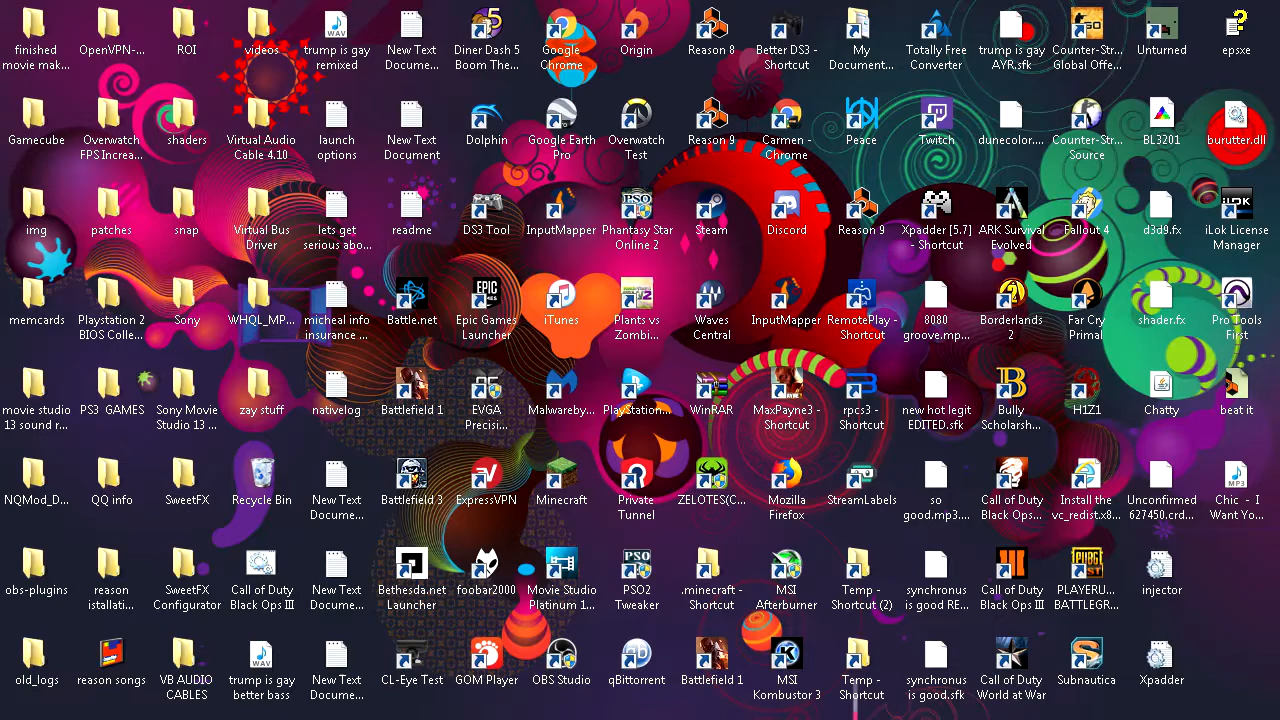 finished
movie mak...
OpenVPN-...
ROI
videos
trump is gay
remixed
New Text
Docume...
Diner Dash 5
Boom The...
Google
Chrome
Origin
Reason 8
Better DS3 -
Shortcut
My
Document...
Totally Free
Converter
trump is gay
AYR.sfk
Counter-Str...
Global Offe...
Unturned
epsxe
Gamecube
Overwatch
FPS Increa...
shaders
Virtual Audio
Cable 4.10
launch
options
New Text
Document
Dolphin
Google Earth
Pro
Overwatch
Test
Reason 9
Carmen -
Chrome
Peace
Twitch
dunecolor....
Counter-Str...
Source
BL3201
burutter.dll
img
patches
snap
Virtual Bus
Driver
lets get
serious abo...
readme
DS3 Tool
InputMapper
Phantasy Star
Online 2
Steam
Discord
Reason 9
Xpadder [5.7]
- Shortcut
ARK Survival
Evolved
Fallout 4
d3d9.fx
iLok License
Manager
memcards
Playstation 2
BIOS Colle...
Sony
WHQL_MP...
micheal info
insurance ...
Battle.net
Epic Games
Launcher
iTunes
Plants vs
Zombi...
Waves
Central
InputMapper
RemotePlay -
Shortcut
8080
groove.mp...
Borderlands
2
Far Cry
Primal
shader.fx
Pro Tools
First
movie studio
13 sound r...
PS3 GAMES
Sony Movie
Studio 13 ...
zay stuff
nativelog
Battlefield 1
EVGA
Precisi...
Malwareby...
PlayStation...
WinRAR
MaxPayne3 -
Shortcut
rpcs3 -
Shortcut
new hot legit
EDITED.sfk
Bully
Scholarsh...
H1Z1
Chatty
beat it
NQMod_D...
QQ info
SweetFX
Recycle Bin
New Text
Docume...
Battlefield 3
ExpressVPN
Minecraft
Private
Tunnel
ZELOTES(C...
Mozilla
Firefox
StreamLabels
so
good.mp3....
Call of Duty
Black Ops...
Install the
vc_redist.x8...
Unconfirmed
627450.crd...
Chic - I
Want Yo...
obs-plugins
reason
istallati...
SweetFX
Configurator
Call of Duty
Black Ops III
New Text
Docume...
Bethesda.net
Launcher
foobar2000
Movie Studio
Platinum 1...
PSO2
Tweaker
.minecraft -
Shortcut
MSI
Afterburner
Temp -
Shortcut (2)
synchronus
is good RE...
Call of Duty
Black Ops III
PLAYERU...
BATTLEGR...
injector
old_logs
reason songs
VB AUDIO
CABLES
trump is gay
better bass
New Text
Docume...
CL-Eye Test
GOM Player
OBS Studio
qBittorrent
Battlefield 1
MSI
Kombustor 3
Temp -
Shortcut
synchronus
is good.sfk
Call of Duty
World at War
Subnautica
Xpadder